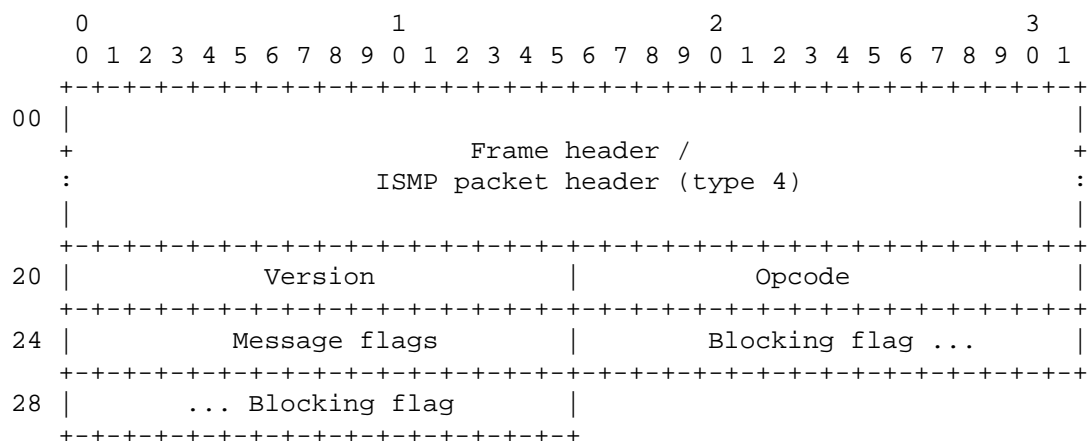 0                   1                   2                   3
 0 1 2 3 4 5 6 7 8 9 0 1 2 3 4 5 6 7 8 9 0 1 2 3 4 5 6 7 8 9 0 1
   +-+-+-+-+-+-+-+-+-+-+-+-+-+-+-+-+-+-+-+-+-+-+-+-+-+-+-+-+-+-+-+-+
00 |                                                               |
   +                         Frame header /                        +
   :                   ISMP packet header (type 4)                 :
   |                                                               |
   +-+-+-+-+-+-+-+-+-+-+-+-+-+-+-+-+-+-+-+-+-+-+-+-+-+-+-+-+-+-+-+-+
20 |            Version            |           Opcode              |
   +-+-+-+-+-+-+-+-+-+-+-+-+-+-+-+-+-+-+-+-+-+-+-+-+-+-+-+-+-+-+-+-+
24 |          Message flags        |        Blocking flag ...      |
   +-+-+-+-+-+-+-+-+-+-+-+-+-+-+-+-+-+-+-+-+-+-+-+-+-+-+-+-+-+-+-+-+
28 |       ... Blocking flag       |
   +-+-+-+-+-+-+-+-+-+-+-+-+-+-+-+-+